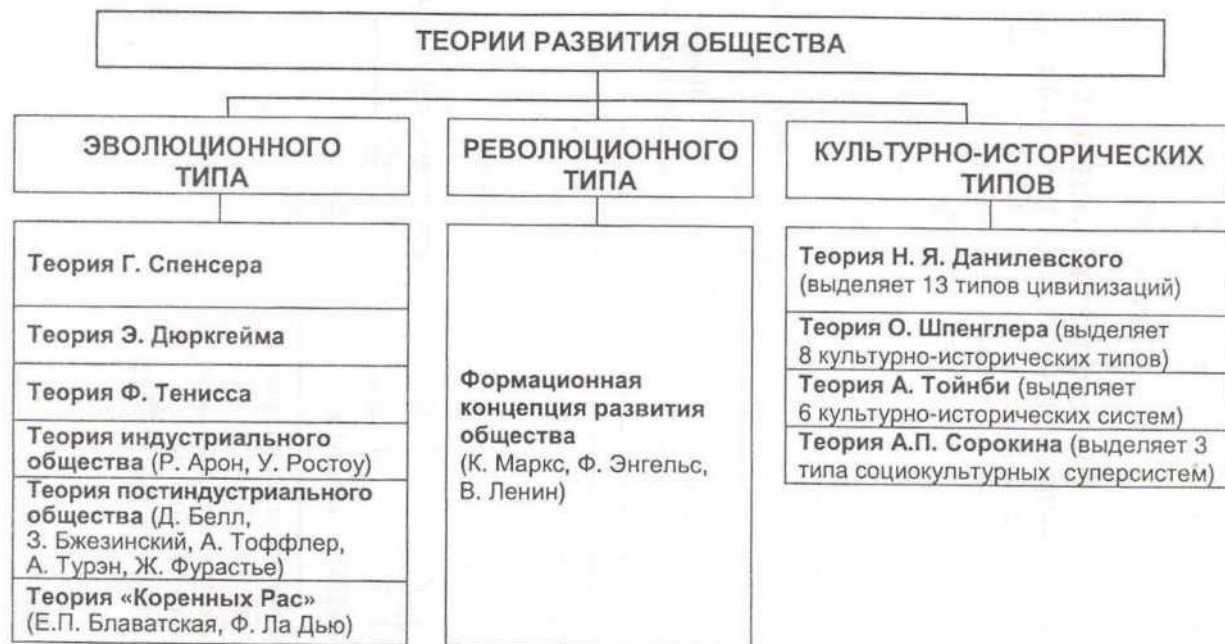 ТЕОРИИ РАЗВИТИЯ ОБЩЕСТВА
ЭВОЛЮЦИОННОГО
ТИПА
Теория Г. Спенсера
Теория Э. Дюркгейма
Теория Ф. Тенисса
Теория индустриального
общества (Р. Арон, У. Ростоу)
Теория постиндустриального
общества (Д. Белл,
З. Бжезинский, А. Тоффлер,
А. Турэн, Ж. Фурастье)
Теория «Коренных Рас»
(Е.П. Блаватская, Ф. Ла Дью)
РЕВОЛЮЦИОННОГО
ТИПА
Формационная
концепция развития
общества
(К. Маркс, Ф. Энгельс,
В. Ленин)
КУЛЬТУРНО-ИСТОРИЧЕСКИХ
ТИПОВ
Теория Н. Я. Данилевского
(выделяет 13 типов цивилизаций)
Теория О. Шпенглера (выделяет
8 культурно-исторических типов)
Теория А. Тойнби (выделяет
6 культурно-исторических систем)
Теория А.П. Сорокина (выделяет 3
типа социокультурных суперсистем)